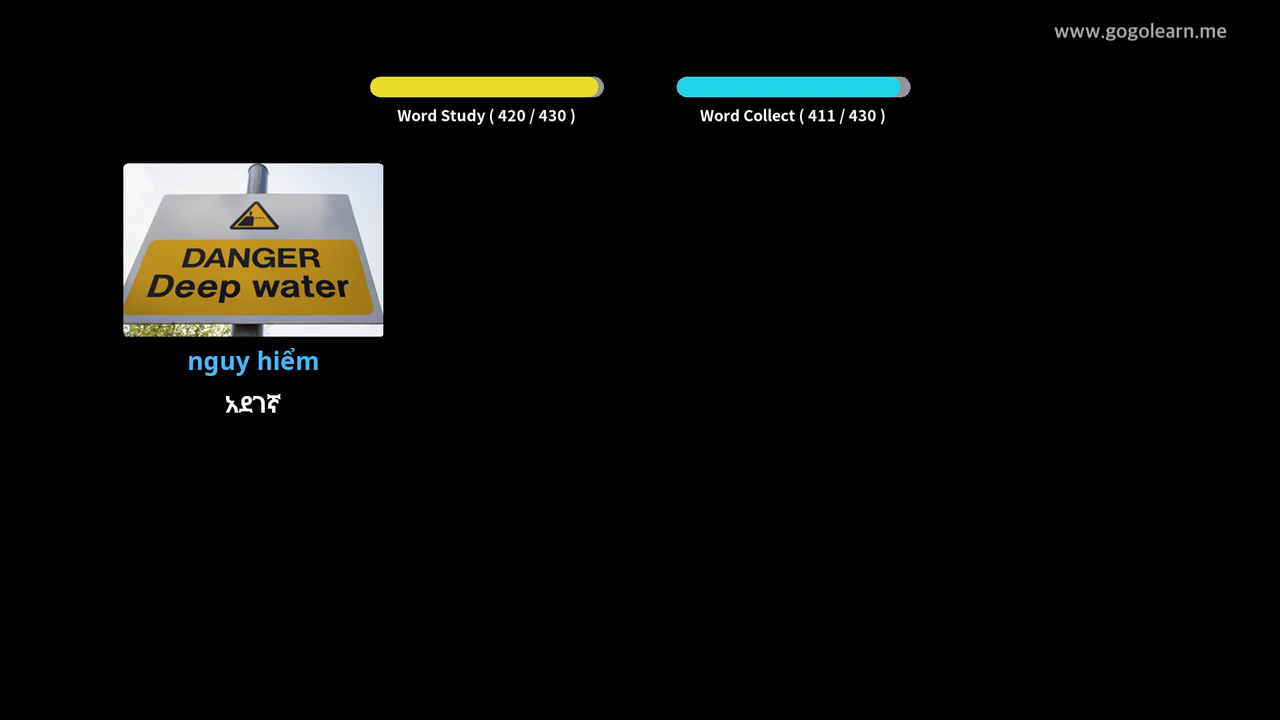 www.gogolearn.me
Word Study ( 420 / 430 )
Word Collect ( 411 / 430 )
DANGER
Deep water
nguy hiểm
አደገኛ